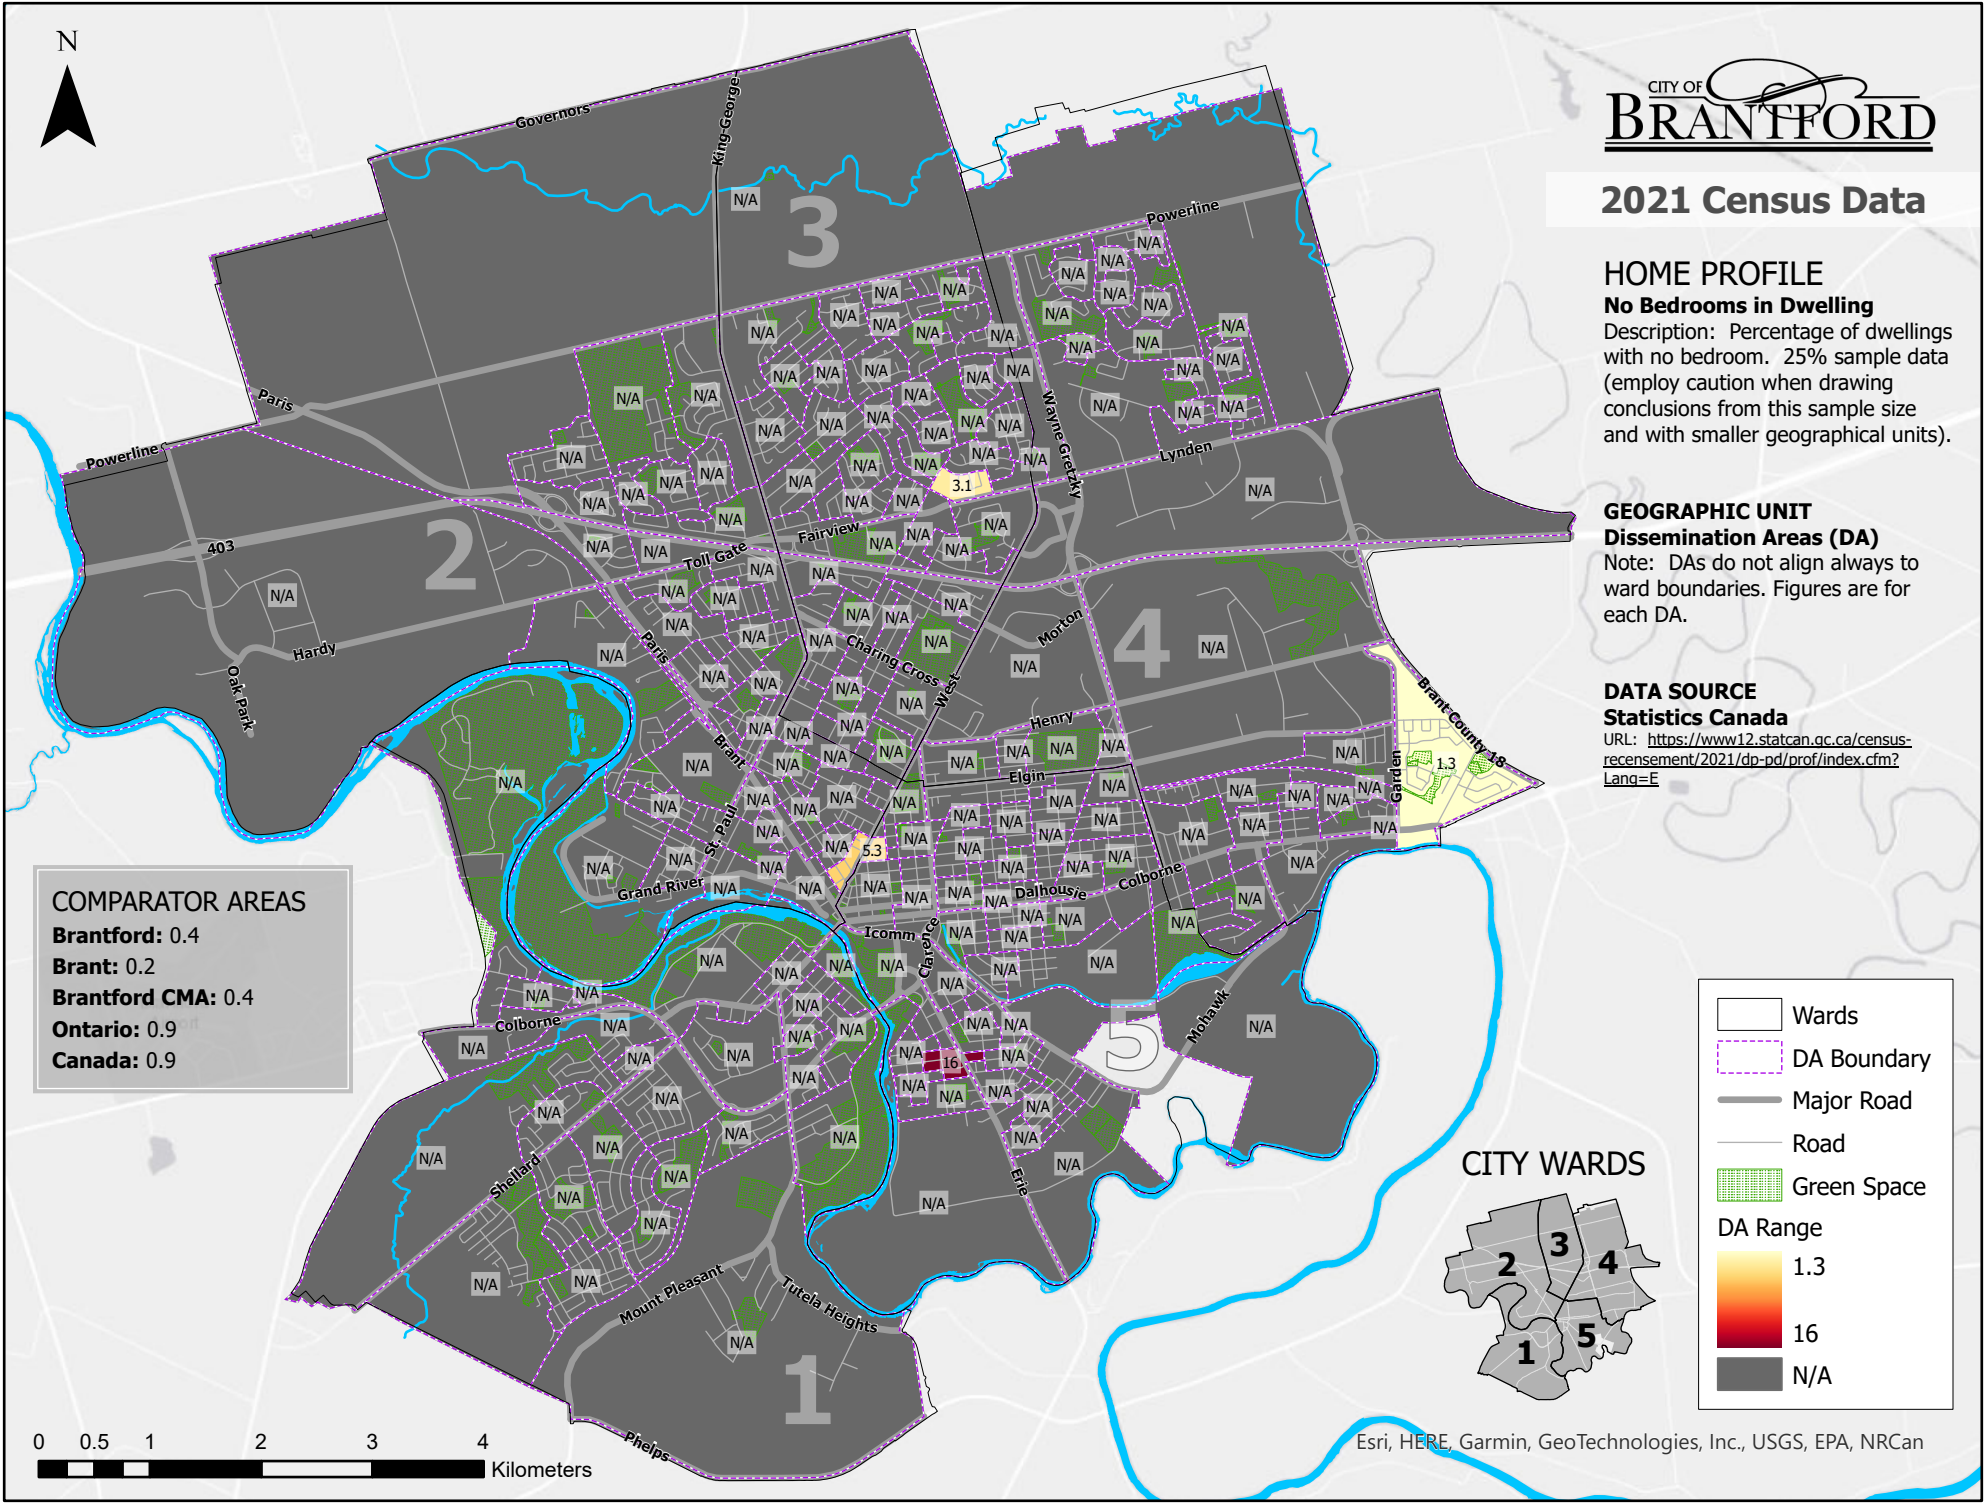 N
CITY OF
BRANTFORD
2021 Census Data
HOME PROFILE
No Bedrooms in Dwelling
Description: Percentage of dwellings
with no bedroom. 25% sample data
(employ caution when drawing
conclusions from this sample size
and with smaller geographical units).
GEOGRAPHIC UNIT
Dissemination Areas (DA)
Note: DAs do not align always to
ward boundaries. Figures are for
each DA.
DATA SOURCE
Statistics Canada
URL: https://www12.statcan.gc.ca/census-
recensement/2021/dp-pd/prof/index.cfm?
Lang=E
Governors
King George
N/A
3
Powerline
Paris
Powerline
Wayne Gretzky
Lynden
3.1
403
2
Fairview
Toll Gate
N/A
Hardy
Oak Park
Paris
Charing Cross
Morton
4
West
Henry
Brant
Elgin
Garden
Brant County 18
1.3
St. Paul
5.3
Grand River
Dalhousie
Colborne
Icomm
Clarence
Colborne
5
Mohawk
16
Shellard
Erie
Mount Pleasant
Tutela Heights
N/A
1
Phelps
COMPARATOR AREAS
Brantford: 0.4
Brant: 0.2
Brantford CMA: 0.4
Ontario: 0.9
Canada: 0.9
Wards
DA Boundary
Major Road
Road
Green Space
DA Range
1.3
16
N/A
CITY WARDS
2
3
4
1
5
0 0.5 1 2 3 4
Kilometers
Esri, HERE, Garmin, GeoTechnologies, Inc., USGS, EPA, NRCan